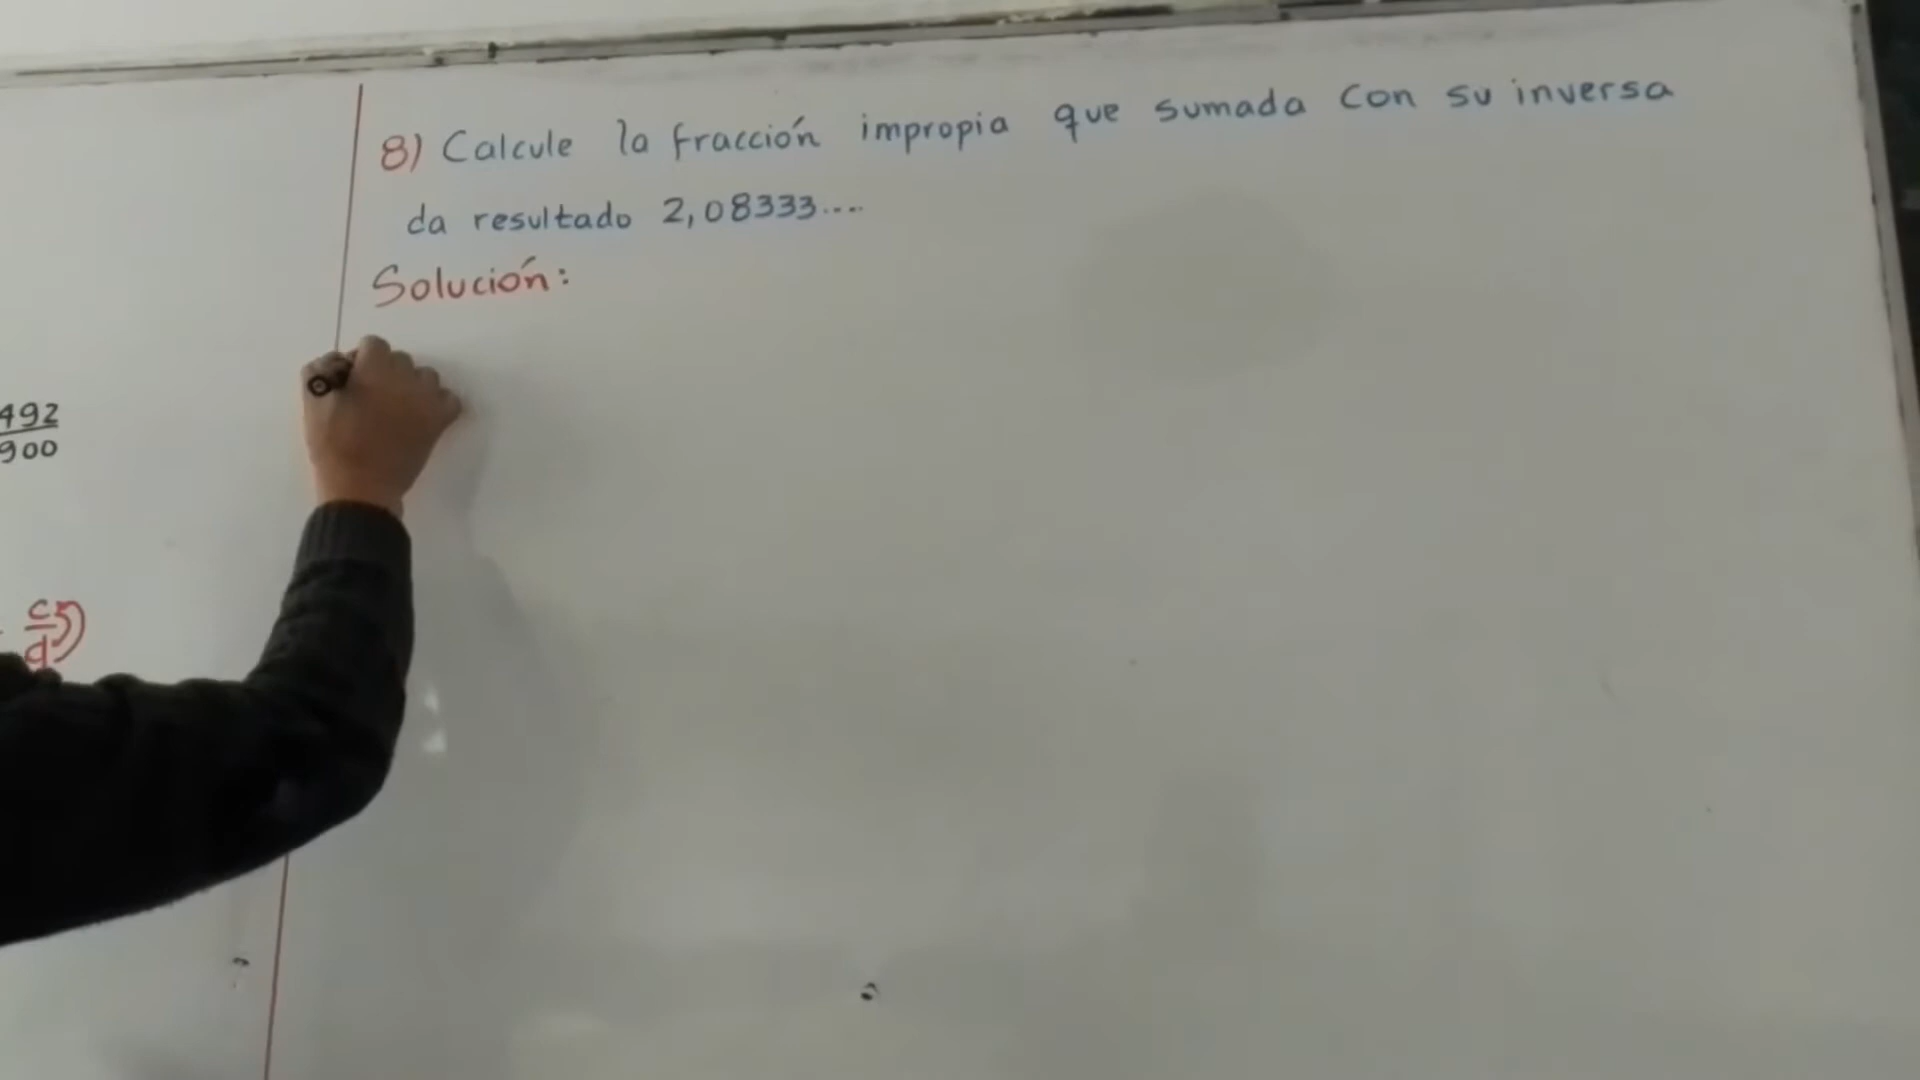 8) Calcule la fracción impropia que sumada con su inversa
da resultado 2,08333....
Solución:
492
900
c
d